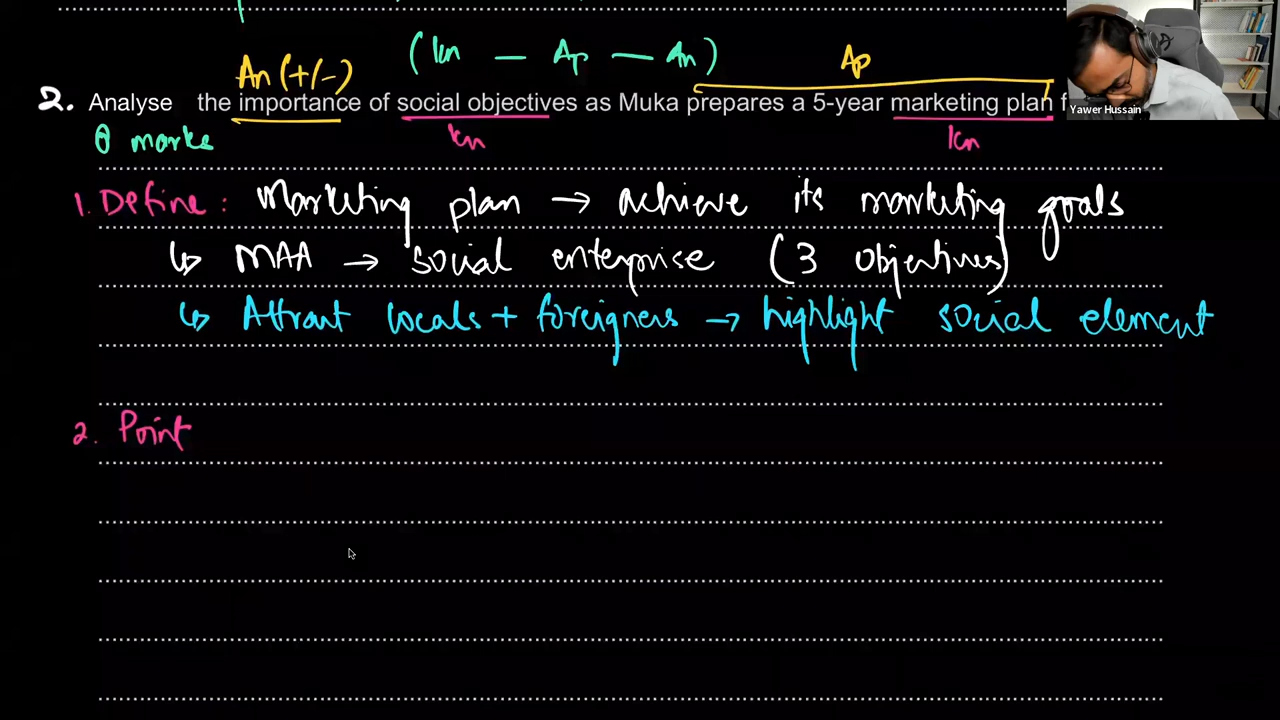 An (+/-) (kn – Ap – An) Ap
2. Analyse the importance of social objectives as Muka prepares a 5-year marketing plan f
8 marks kn kn
Yawer Hussain
1. Define : Marketing plan → achieve its marketing goals
↳ MAA → social enterprise (3 objectives)
↳ Attract locals + foreigners → highlight social element
2. Point